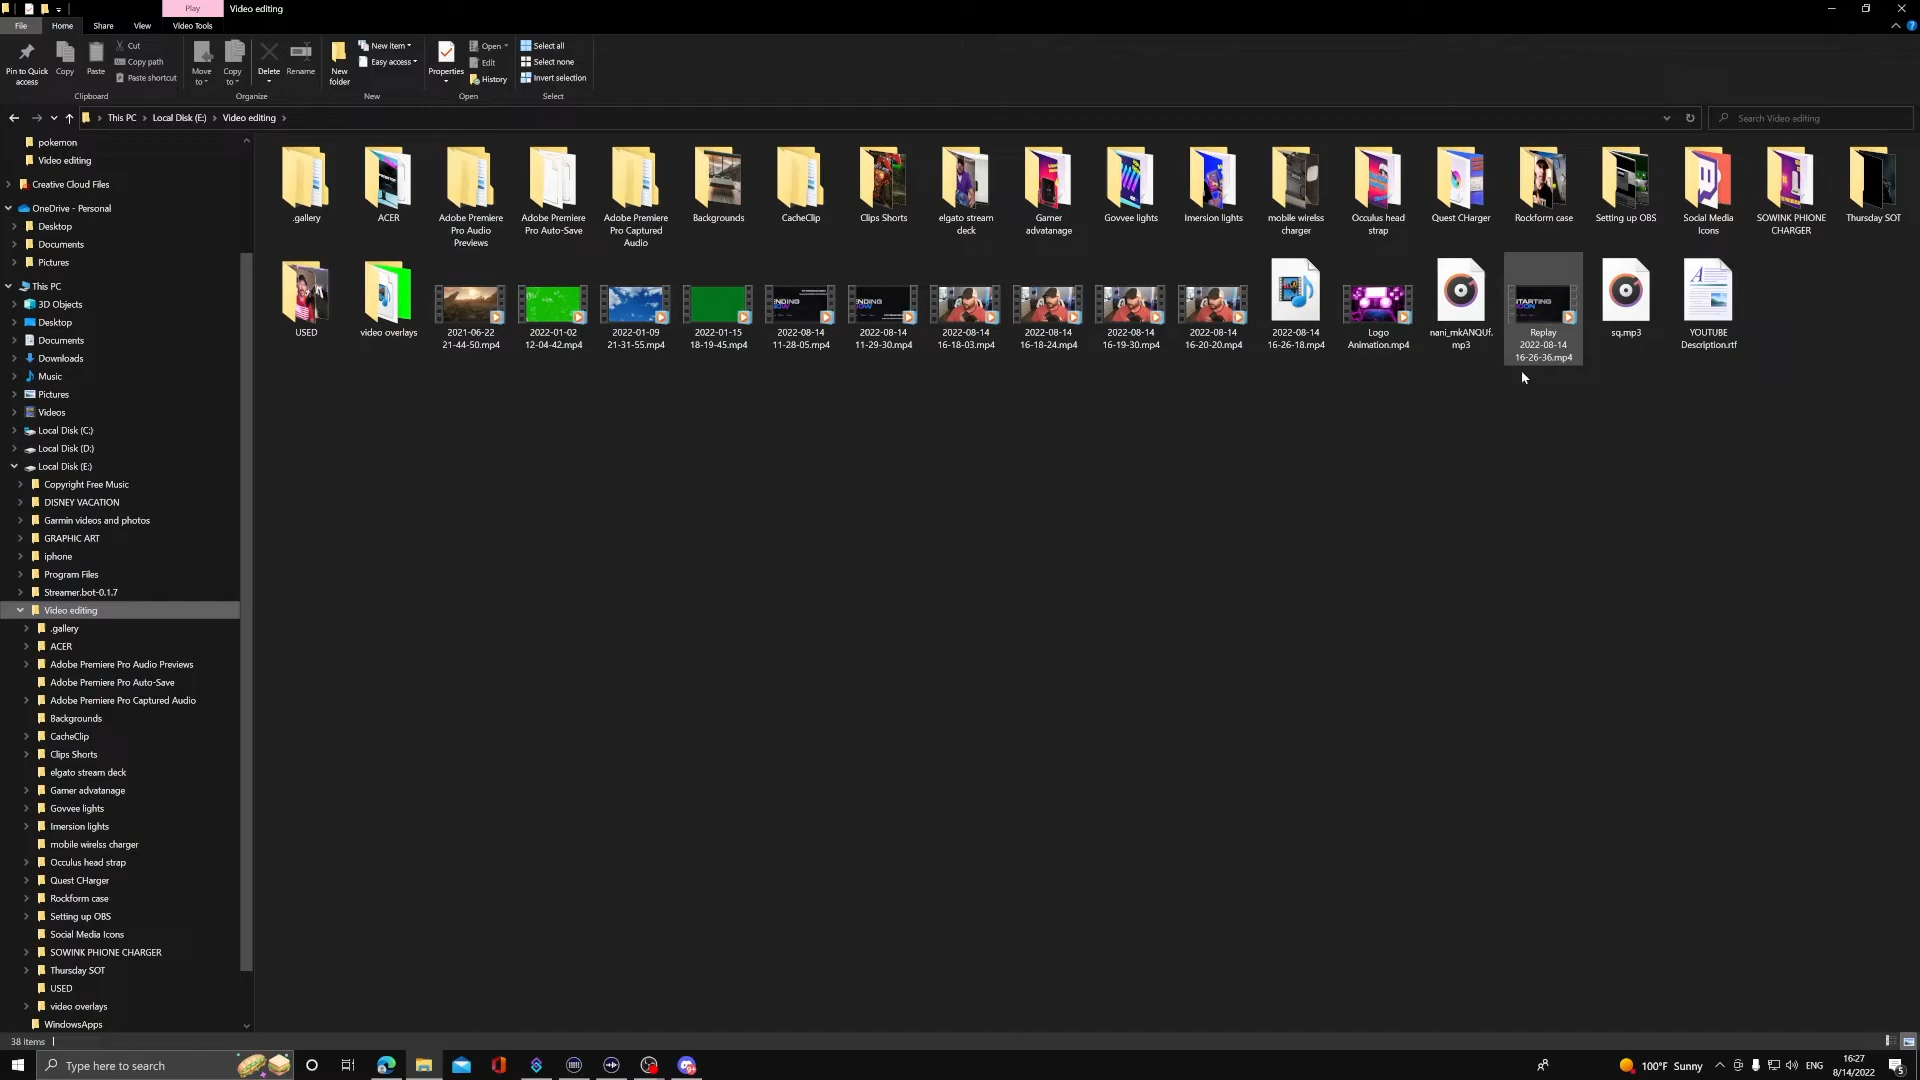 Play
Video editing
File
Home
Share
View
Video Tools
Pin to Quick access
Copy
Paste
Cut
Copy path
Paste shortcut
Clipboard
Move to
Copy to
Delete
Rename
Organize
New folder
New item
Easy access
New
Properties
Open
Edit
History
Open
Select all
Select none
Invert selection
Select
This PC > Local Disk (E:) > Video editing >
Search Video editing
pokemon
Video editing
Creative Cloud Files
OneDrive - Personal
Desktop
Documents
Pictures
This PC
3D Objects
Desktop
Documents
Downloads
Music
Pictures
Videos
Local Disk (C:)
Local Disk (D:)
Local Disk (E:)
Copyright Free Music
DISNEY VACATION
Garmin videos and photos
GRAPHIC ART
iphone
Program Files
Streamer.bot-0.1.7
Video editing
.gallery
ACER
Adobe Premiere Pro Audio Previews
Adobe Premiere Pro Auto-Save
Adobe Premiere Pro Captured Audio
Backgrounds
CacheClip
Clips Shorts
elgato stream deck
Gamer advatanage
Govvee lights
Imersion lights
mobile wirelss charger
Occulus head strap
Quest CHarger
Rockform case
Setting up OBS
Social Media Icons
SOWINK PHIONE CHARGER
Thursday SOT
USED
video overlays
WindowsApps
.gallery
ACER
Adobe Premiere
Pro Audio
Previews
Adobe Premiere
Pro Auto-Save
Adobe Premiere
Pro Captured
Audio
Backgrounds
CacheClip
Clips Shorts
elgato stream
deck
Gamer
advatanage
Govvee lights
Imersion lights
mobile wirelss
charger
Occulus head
strap
Quest CHarger
Rockform case
Setting up OBS
Social Media
Icons
SOWINK PHIONE
CHARGER
Thursday SOT
USED
video overlays
2021-06-22
21-44-50.mp4
2022-01-02
12-04-42.mp4
2022-01-09
21-31-55.mp4
2022-01-15
18-19-45.mp4
ENDING
2022-08-14
11-28-05.mp4
ENDING
2022-08-14
11-29-30.mp4
2022-08-14
16-18-03.mp4
2022-08-14
16-18-24.mp4
2022-08-14
16-19-30.mp4
2022-08-14
16-20-20.mp4
2022-08-14
16-26-18.mp4
Logo
Animation.mp4
nani_mkANQUf.
mp3
STARTING
Replay
2022-08-14
16-26-36.mp4
sq.mp3
YOUTUBE
Description.rtf
38 items
Type here to search
100°F Sunny
ENG
16:27
8/14/2022
5